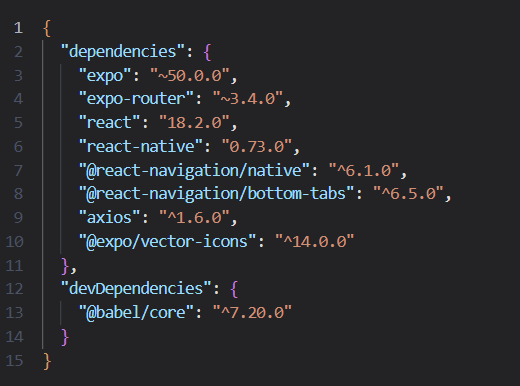 1 {
2   "dependencies": {
3     "expo": "~50.0.0",
4     "expo-router": "~3.4.0",
5     "react": "18.2.0",
6     "react-native": "0.73.0",
7     "@react-navigation/native": "^6.1.0",
8     "@react-navigation/bottom-tabs": "^6.5.0",
9     "axios": "^1.6.0",
10     "@expo/vector-icons": "^14.0.0"
11   },
12   "devDependencies": {
13     "@babel/core": "^7.20.0"
14   }
15 }